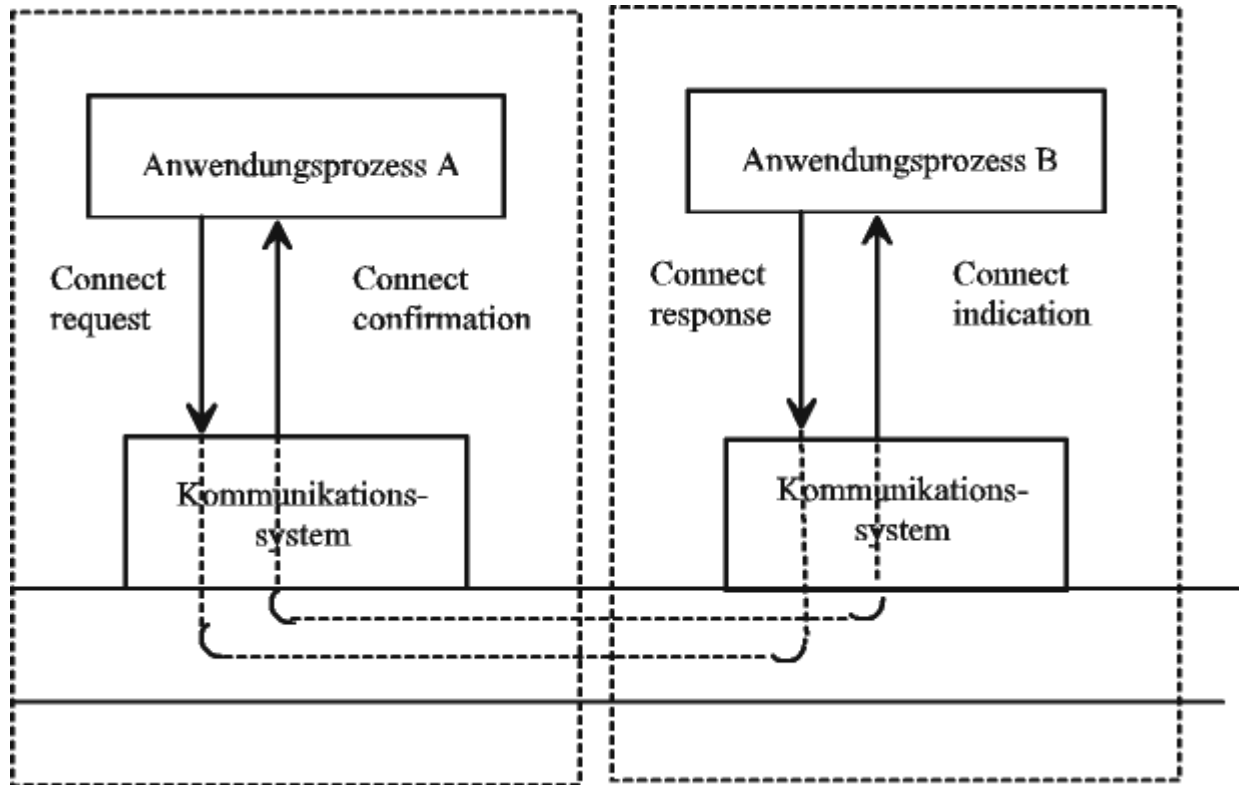 Anwendungsprozess A
Anwendungsprozess B
Connect
request
Connect
confirmation
Connect
response
Connect
indication
Kommunikations-
system
Kommunikations-
system